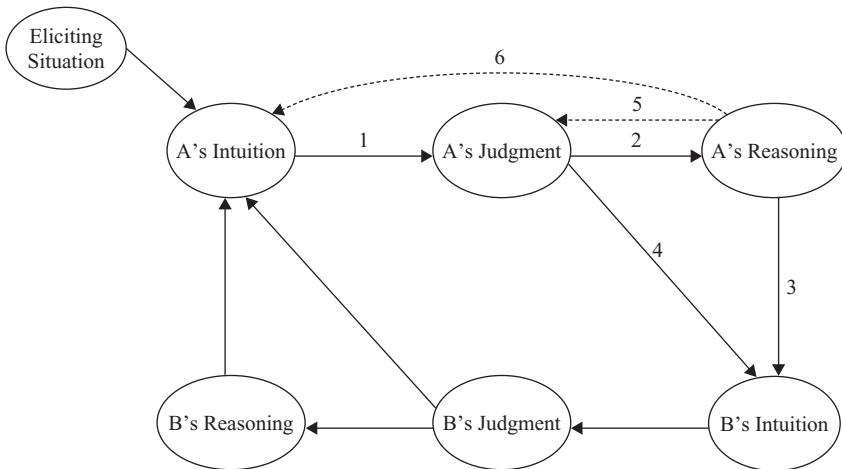 Eliciting
Situation
6
5
A's Intuition
1
A's Judgment
2
A's Reasoning
4
3
B's Reasoning
B's Judgment
B's Intuition